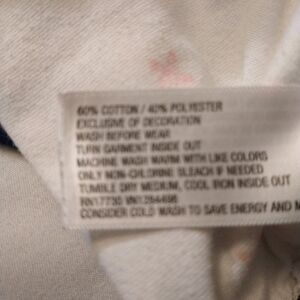 60% COTTON / 40% POLYESTER
EXCLUSIVE OF DECORATION
WASH BEFORE WEAR
TURN GARMENT INSIDE OUT
MACHINE WASH WARM WITH LIKE COLORS
ONLY NON-CHLORINE BLEACH IF NEEDED
TUMBLE DRY MEDIUM, COOL IRON INSIDE OUT
RN17730
CONSIDER COLD WASH TO SAVE ENERGY AND